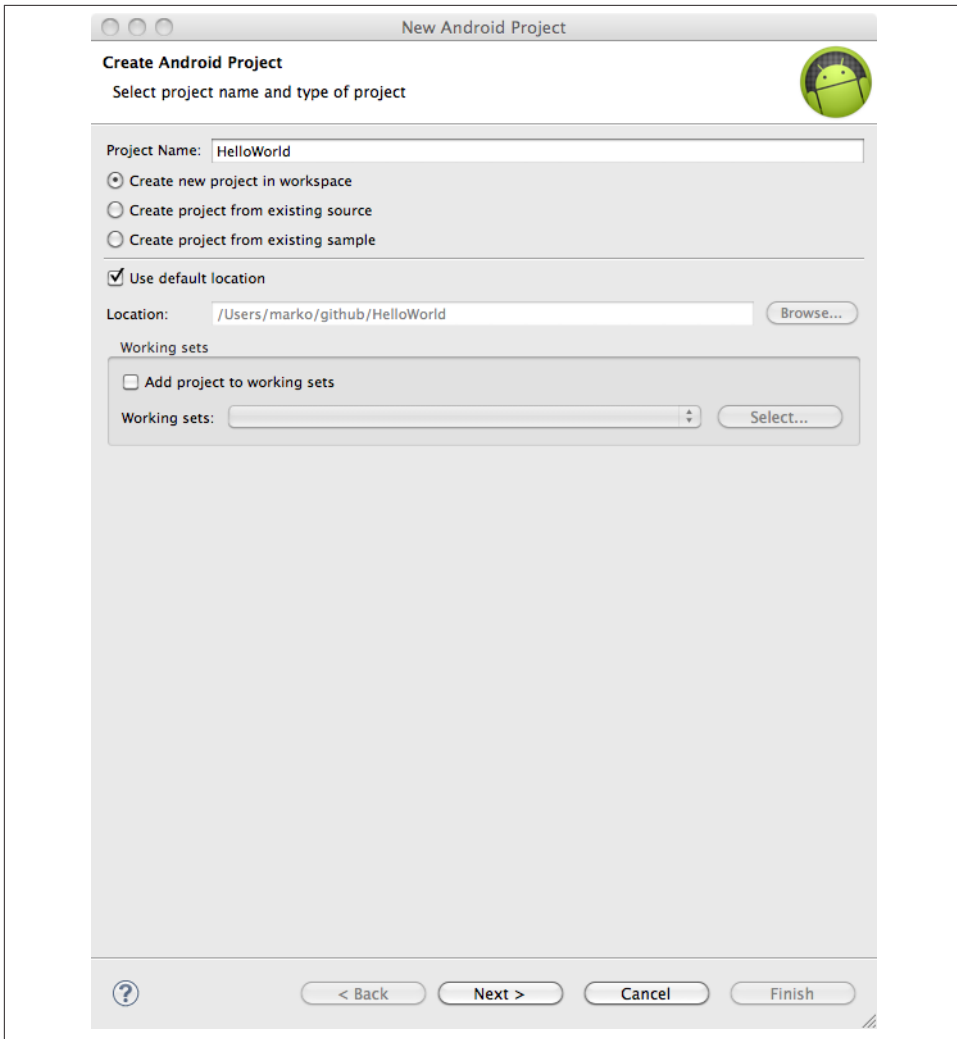 New Android Project
Create Android Project
Select project name and type of project
Project Name: HelloWorld
Create new project in workspace
Create project from existing source
Create project from existing sample
Use default location
Location: /Users/marko/github/HelloWorld Browse...
Working sets
Add project to working sets
Working sets: Select...
? < Back Next > Cancel Finish